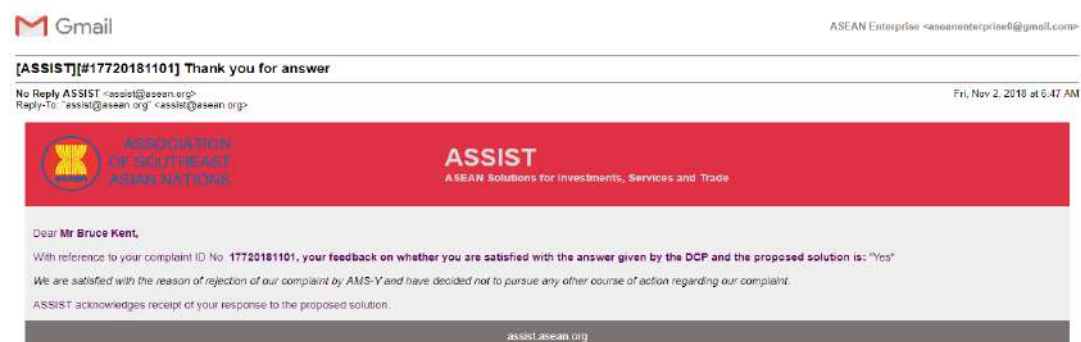 Gmail
ASEAN Enterprise <aseanenterprise6@gmail.com>
[ASSIST][#17720181101] Thank you for answer
No Reply ASSIST <assist@asean.org>
Fri, Nov 2, 2018 at 6:47 AM
Reply-To: "assist@asean.org" <assist@asean.org>
ASSOCIATION
OF SOUTHEAST
ASIAN NATIONS
ASSIST
ASEAN Solutions for Investments, Services and Trade
Dear Mr Bruce Kent,
With reference to your complaint ID No. 17720181101, your feedback on whether you are satisfied with the answer given by the DCP and the proposed solution is: "Yes"
We are satisfied with the reason of rejection of our complaint by AMS-Y and have decided not to pursue any other course of action regarding our complaint.
ASSIST acknowledges receipt of your response to the proposed solution.
assist.asean.org